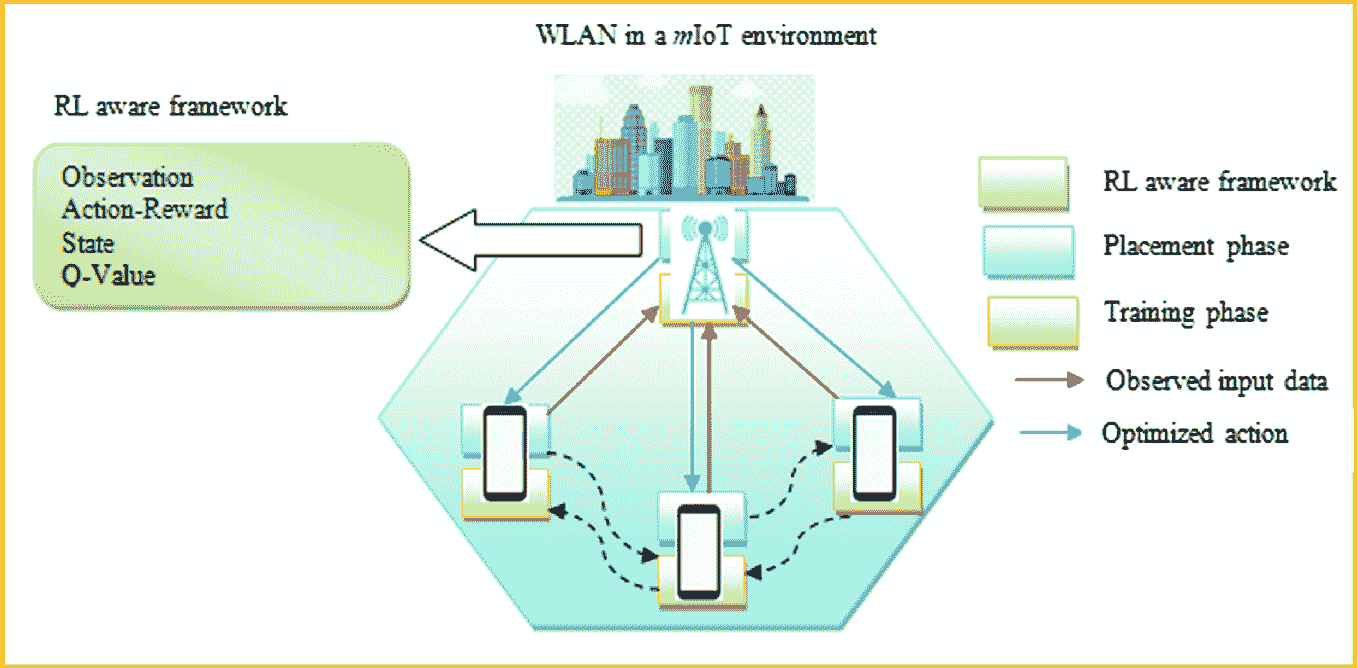 WLAN in a mIoT environment
RL aware framework
Observation
Action-Reward
State
Q-Value
RL aware framework
Placement phase
Training phase
Observed input data
Optimized action